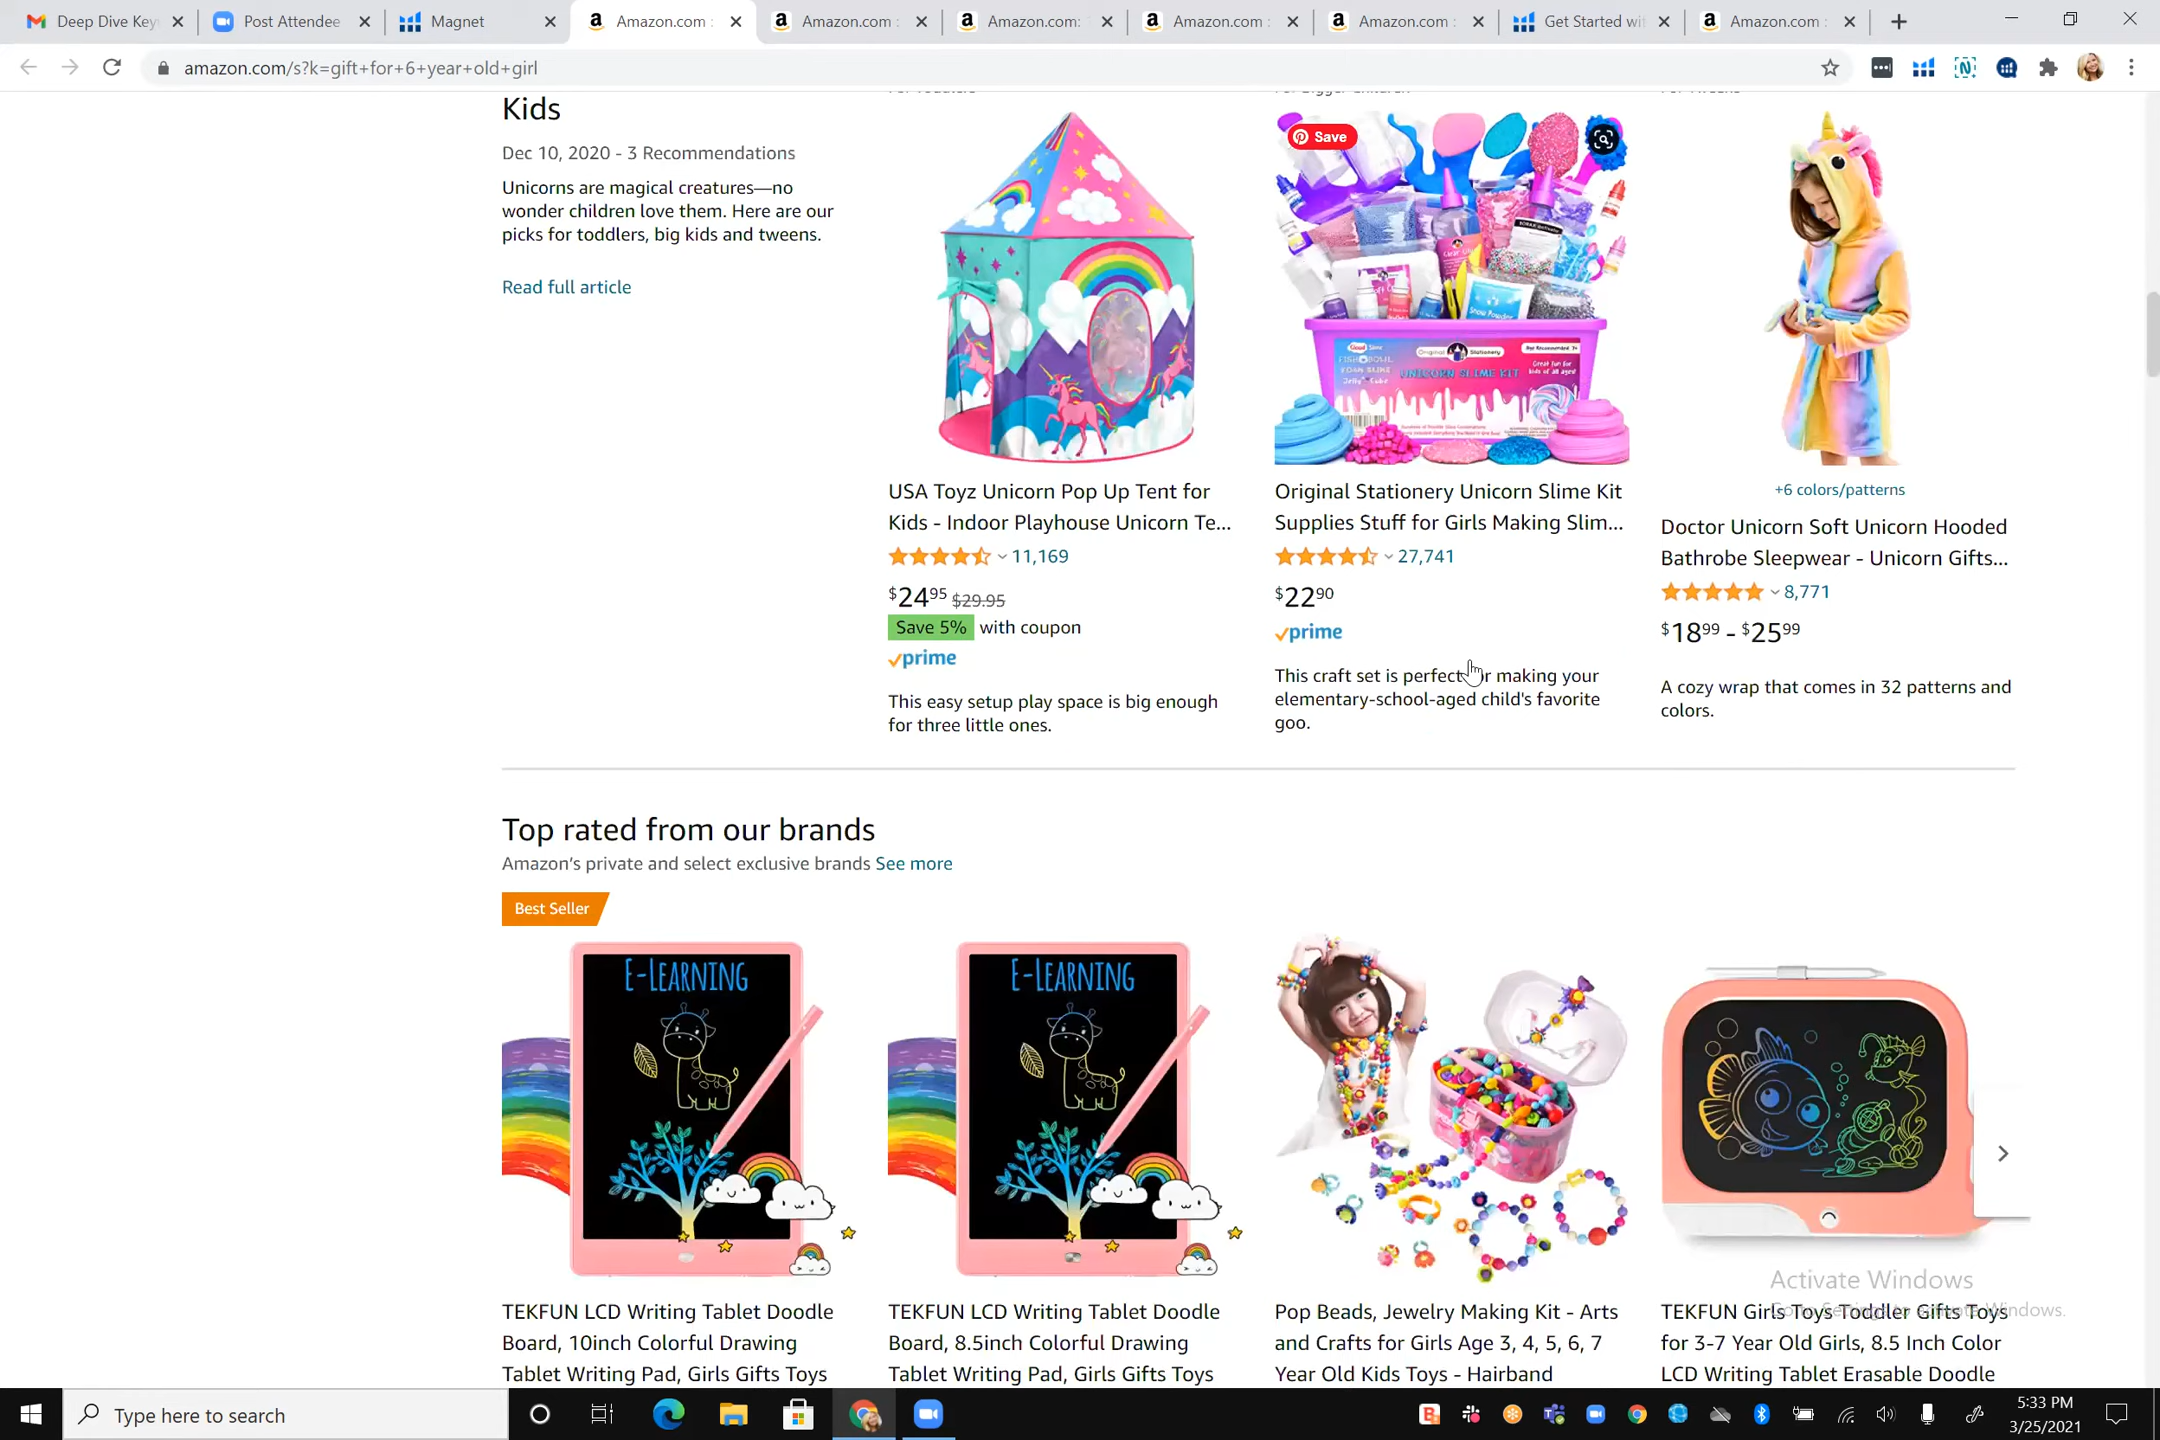 Deep Dive Key
Post Attendee
Magnet
Amazon.com :
Amazon.com :
Amazon.com:
Amazon.com :
Amazon.com :
Get Started wi
Amazon.com :
amazon.com/s?k=gift+for+6+year+old+girl
Kids
Dec 10, 2020 - 3 Recommendations
Unicorns are magical creatures—no
wonder children love them. Here are our
picks for toddlers, big kids and tweens.
Read full article
Save
UNICORN SLIME KIT
USA Toyz Unicorn Pop Up Tent for
Kids - Indoor Playhouse Unicorn Te...
11,169
$24.95 $29.95
Save 5% with coupon
prime
This easy setup play space is big enough
for three little ones.
Original Stationery Unicorn Slime Kit
Supplies Stuff for Girls Making Slim...
27,741
$22.90
prime
This craft set is perfect for making your
elementary-school-aged child's favorite
goo.
+6 colors/patterns
Doctor Unicorn Soft Unicorn Hooded
Bathrobe Sleepwear - Unicorn Gifts...
8,771
$18.99 - $25.99
A cozy wrap that comes in 32 patterns and
colors.
Top rated from our brands
Amazon's private and select exclusive brands See more
Best Seller
E-LEARNING
E-LEARNING
TEKFUN LCD Writing Tablet Doodle
Board, 10inch Colorful Drawing
Tablet Writing Pad, Girls Gifts Toys
TEKFUN LCD Writing Tablet Doodle
Board, 8.5inch Colorful Drawing
Tablet Writing Pad, Girls Gifts Toys
Pop Beads, Jewelry Making Kit - Arts
and Crafts for Girls Age 3, 4, 5, 6, 7
Year Old Kids Toys - Hairband
TEKFUN Girls Toys Toddler Gifts Toys
for 3-7 Year Old Girls, 8.5 Inch Color
LCD Writing Tablet Erasable Doodle
Activate Windows
Go to Settings to activate Windows.
Type here to search
5:33 PM
3/25/2021